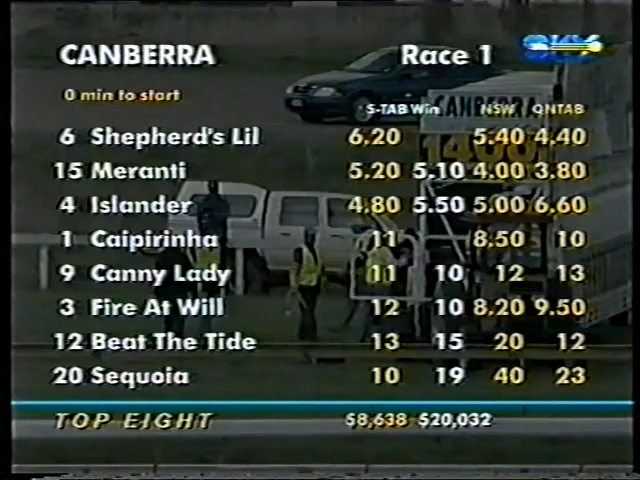 CANBERRA Race 1 SKY
0 min to start
S-TAB Win NSW QNTAB
CANBERRA
1400
6 Shepherd's Lil 6.20 5.40 4.40
15 Meranti 5.20 5.10 4.00 3.80
4 Islander 4.80 5.50 5.00 6.60
1 Caipirinha 11 8.50 10
9 Canny Lady 11 10 12 13
3 Fire At Will 12 10 8.20 9.50
12 Beat The Tide 13 15 20 12
20 Sequoia 10 19 40 23
TOP EIGHT $8,638 $20,032